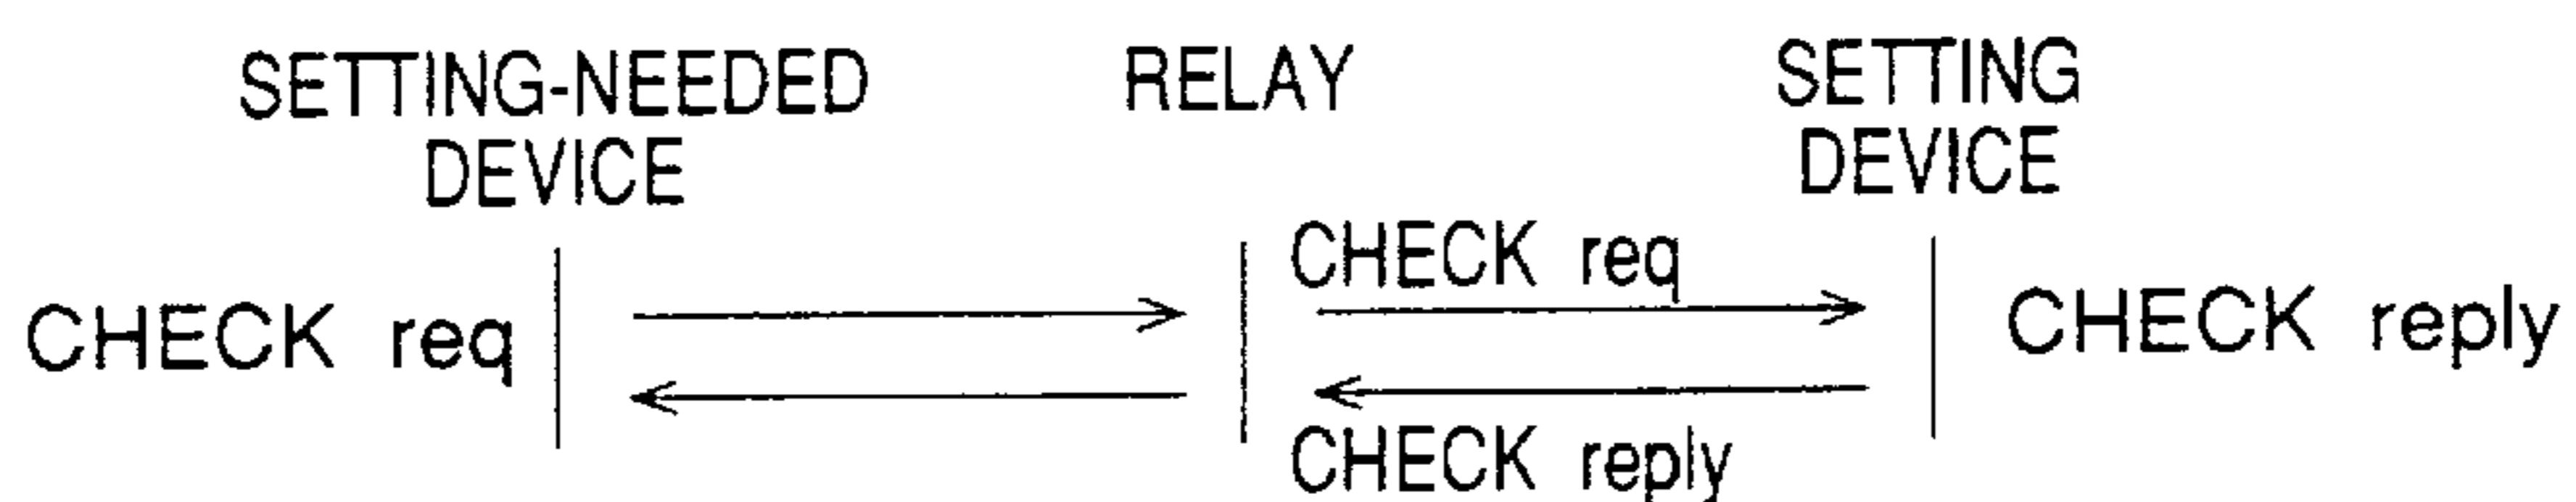 SETTING-NEEDED
DEVICE
RELAY
SETTING
DEVICE
CHECK req
CHECK req
CHECK reply
CHECK reply